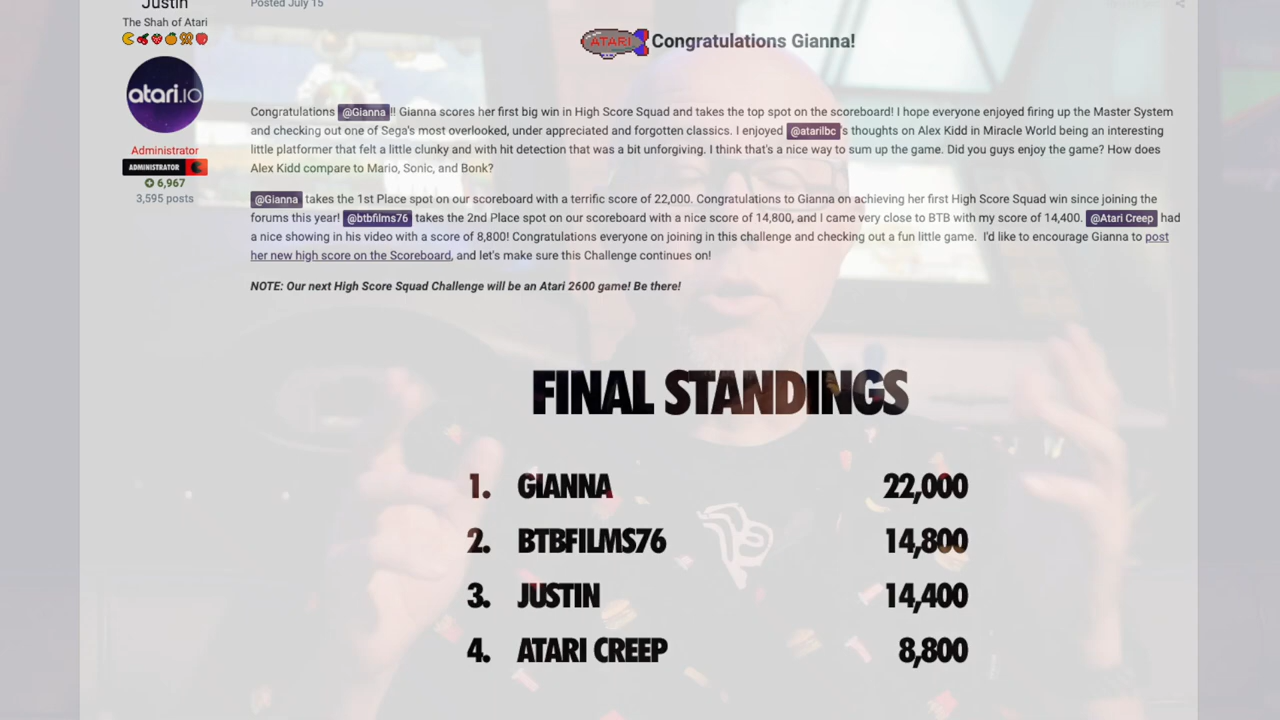 Justin
Posted July 15
The Shah of Atari
ATARI Congratulations Gianna!
atari.io
Administrator
ADMINISTRATOR
6,967
3,595 posts
Congratulations @Gianna!! Gianna scores her first big win in High Score Squad and takes the top spot on the scoreboard! I hope everyone enjoyed firing up the Master System
and checking out one of Sega's most overlooked, under appreciated and forgotten classics. I enjoyed @atarilbc's thoughts on Alex Kidd in Miracle World being an interesting
little platformer that felt a little clunky and with hit detection that was a bit unforgiving. I think that's a nice way to sum up the game. Did you guys enjoy the game? How does
Alex Kidd compare to Mario, Sonic, and Bonk?
@Gianna takes the 1st Place spot on our scoreboard with a terrific score of 22,000. Congratulations to Gianna on achieving her first High Score Squad win since joining the
forums this year! @btbfilms76 takes the 2nd Place spot on our scoreboard with a nice score of 14,800, and I came very close to BTB with my score of 14,400. @Atari Creep had
a nice showing in his video with a score of 8,800! Congratulations everyone on joining in this challenge and checking out a fun little game. I'd like to encourage Gianna to post
her new high score on the Scoreboard, and let's make sure this Challenge continues on!
NOTE: Our next High Score Squad Challenge will be an Atari 2600 game! Be there!
FINAL STANDINGS
1. GIANNA 22,000
2. BTBFILMS76 14,800
3. JUSTIN 14,400
4. ATARI CREEP 8,800